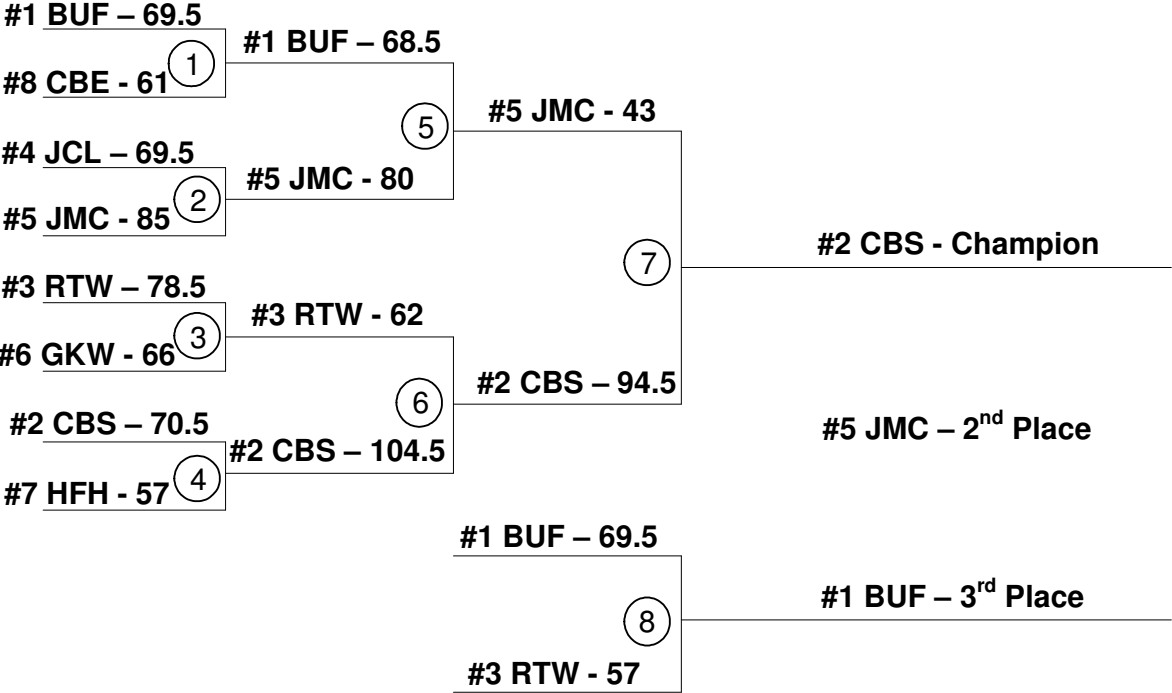 #1 BUF – 69.5
#8 CBE - 61
1
#1 BUF – 68.5
#4 JCL – 69.5
#5 JMC - 85
2
#5 JMC - 80
5
#5 JMC - 43
#3 RTW – 78.5
#6 GKW - 66
3
#3 RTW - 62
#2 CBS – 70.5
#7 HFH - 57
4
#2 CBS – 104.5
6
#2 CBS – 94.5
7
#2 CBS - Champion
#5 JMC – 2nd Place
#1 BUF – 69.5
#3 RTW - 57
8
#1 BUF – 3rd Place